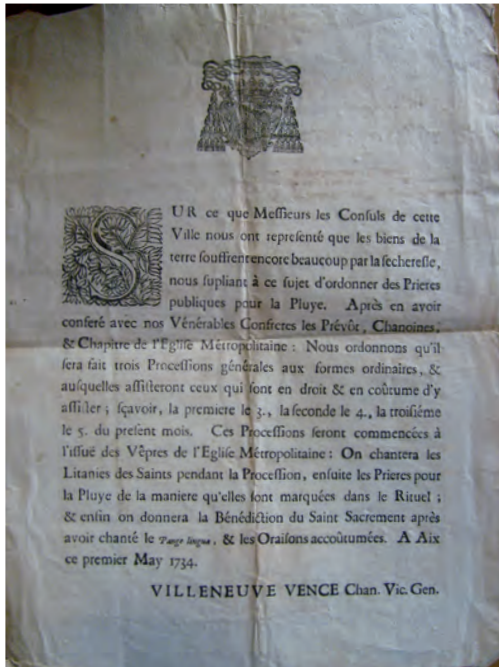 SUR ce que Meſſieurs les Conſuls de cette
Ville nous ont repreſenté que les biens de la
terre ſouffrent encore beaucoup par la ſechereſſe,
nous ſupliant à ce ſujet d'ordonner des Prieres
publiques pour la Pluye. Après en avoir
conferé avec nos Vénérables Confreres les Prévôt, Chanoines,
& Chapitre de l'Egliſe Métropolitaine : Nous ordonnons qu'il
ſera fait trois Proceſſions générales aux formes ordinaires, &
auſquelles aſſiſteront ceux qui ſont en droit & en coûtume d'y
aſſiſter ; ſçavoir, la premiere le 3., la ſeconde le 4., la troiſiéme
le 5. du preſent mois. Ces Proceſſions ſeront commencées à
l'iſſuë des Vêpres de l'Egliſe Métropolitaine : On chantera les
Litanies des Saints pendant la Proceſſion, enſuite les Prieres pour
la Pluye de la maniere qu'elles ſont marquées dans le Rituel ;
& enfin on donnera la Bénédiction du Saint Sacrement après
avoir chanté le Pange lingua, & les Oraiſons accoûtumées. A Aix
ce premier May 1734.
VILLENEUVE VENCE Chan. Vic. Gen.